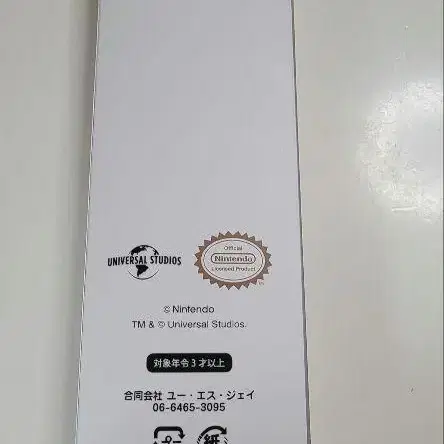 UNIVERSAL STUDIOS
Official
Nintendo
Licensed Product
© Nintendo
TM & © Universal Studios.
対象年令3才以上
合同会社 ユー・エス・ジェイ
06-6465-3095
紙